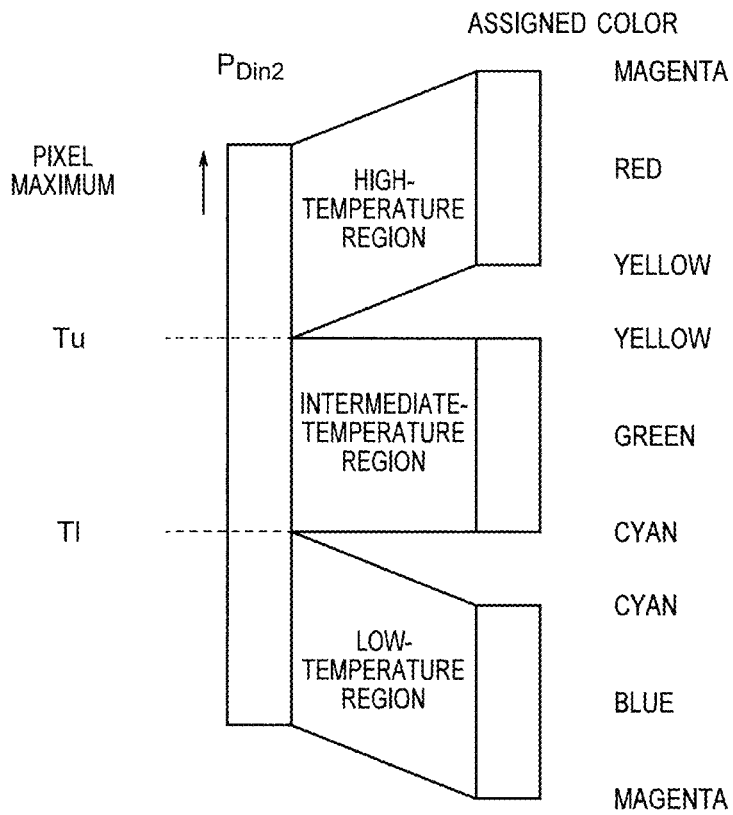 ASSIGNED COLOR
PDin2
MAGENTA
PIXEL
MAXIMUM
HIGH-
TEMPERATURE
REGION
RED
YELLOW
Tu
YELLOW
INTERMEDIATE-
TEMPERATURE
REGION
GREEN
Tl
CYAN
CYAN
LOW-
TEMPERATURE
REGION
BLUE
MAGENTA